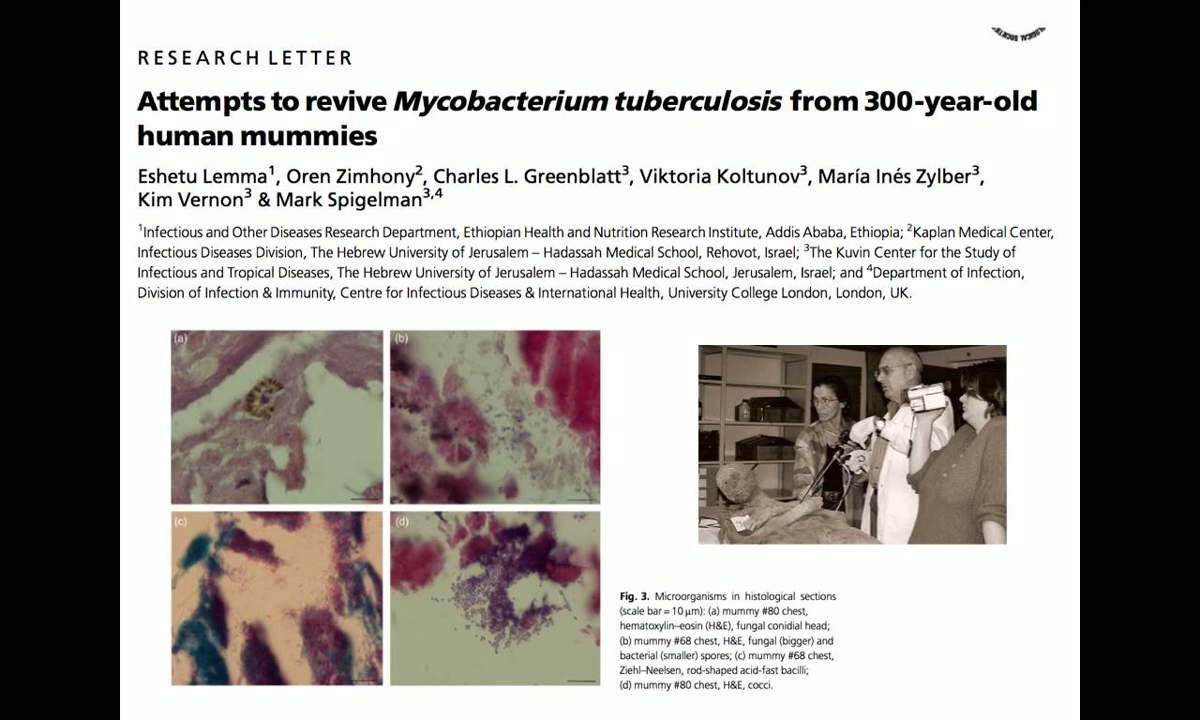 RESEARCH LETTER
Attempts to revive Mycobacterium tuberculosis from 300-year-old
human mummies
Eshetu Lemma1, Oren Zimhony2, Charles L. Greenblatt3, Viktoria Koltunov3, María Inés Zylber3,
Kim Vernon3 & Mark Spigelman3,4
1Infectious and Other Diseases Research Department, Ethiopian Health and Nutrition Research Institute, Addis Ababa, Ethiopia; 2Kaplan Medical Center,
Infectious Diseases Division, The Hebrew University of Jerusalem – Hadassah Medical School, Rehovot, Israel; 3The Kuvin Center for the Study of
Infectious and Tropical Diseases, The Hebrew University of Jerusalem – Hadassah Medical School, Jerusalem, Israel; and 4Department of Infection,
Division of Infection & Immunity, Centre for Infectious Diseases & International Health, University College London, London, UK.
(a)
(b)
(c)
(d)
Fig. 3. Microorganisms in histological sections
(scale bar = 10 μm): (a) mummy #80 chest,
hematoxylin–eosin (H&E), fungal conidial head;
(b) mummy #68 chest, H&E, fungal (bigger) and
bacterial (smaller) spores; (c) mummy #68 chest,
Ziehl–Neelsen, rod-shaped acid-fast bacilli;
(d) mummy #80 chest, H&E, cocci.